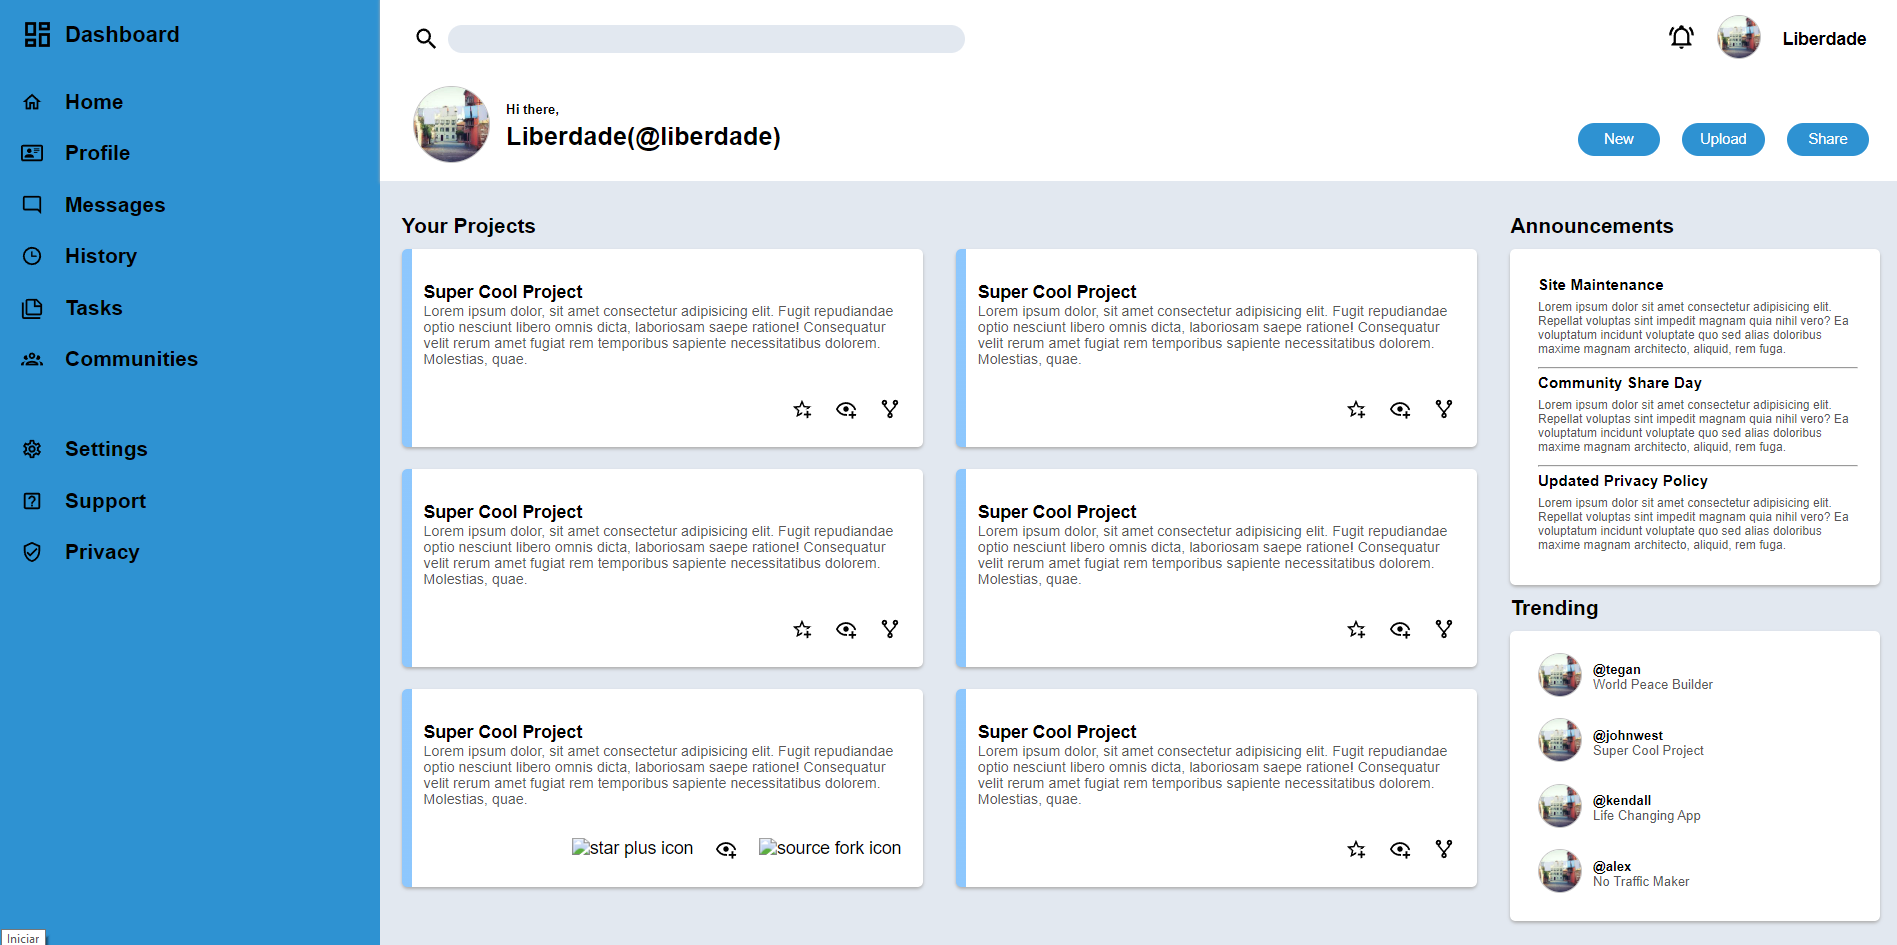 Dashboard
Home
Profile
Messages
History
Tasks
Communities
Settings
Support
Privacy
Iniciar
Liberdade
Hi there,
Liberdade(@liberdade)
New
Upload
Share
Your Projects
Super Cool Project
Lorem ipsum dolor, sit amet consectetur adipisicing elit. Fugit repudiandae
optio nesciunt libero omnis dicta, laboriosam saepe ratione! Consequatur
velit rerum amet fugiat rem temporibus sapiente necessitatibus dolorem.
Molestias, quae.
Super Cool Project
Lorem ipsum dolor, sit amet consectetur adipisicing elit. Fugit repudiandae
optio nesciunt libero omnis dicta, laboriosam saepe ratione! Consequatur
velit rerum amet fugiat rem temporibus sapiente necessitatibus dolorem.
Molestias, quae.
Super Cool Project
Lorem ipsum dolor, sit amet consectetur adipisicing elit. Fugit repudiandae
optio nesciunt libero omnis dicta, laboriosam saepe ratione! Consequatur
velit rerum amet fugiat rem temporibus sapiente necessitatibus dolorem.
Molestias, quae.
Super Cool Project
Lorem ipsum dolor, sit amet consectetur adipisicing elit. Fugit repudiandae
optio nesciunt libero omnis dicta, laboriosam saepe ratione! Consequatur
velit rerum amet fugiat rem temporibus sapiente necessitatibus dolorem.
Molestias, quae.
Super Cool Project
Lorem ipsum dolor, sit amet consectetur adipisicing elit. Fugit repudiandae
optio nesciunt libero omnis dicta, laboriosam saepe ratione! Consequatur
velit rerum amet fugiat rem temporibus sapiente necessitatibus dolorem.
Molestias, quae.
star plus icon
source fork icon
Super Cool Project
Lorem ipsum dolor, sit amet consectetur adipisicing elit. Fugit repudiandae
optio nesciunt libero omnis dicta, laboriosam saepe ratione! Consequatur
velit rerum amet fugiat rem temporibus sapiente necessitatibus dolorem.
Molestias, quae.
Announcements
Site Maintenance
Lorem ipsum dolor sit amet consectetur adipisicing elit.
Repellat voluptas sint impedit magnam quia nihil vero? Ea
voluptatum incidunt voluptate quo sed alias doloribus
maxime magnam architecto, aliquid, rem fuga.
Community Share Day
Lorem ipsum dolor sit amet consectetur adipisicing elit.
Repellat voluptas sint impedit magnam quia nihil vero? Ea
voluptatum incidunt voluptate quo sed alias doloribus
maxime magnam architecto, aliquid, rem fuga.
Updated Privacy Policy
Lorem ipsum dolor sit amet consectetur adipisicing elit.
Repellat voluptas sint impedit magnam quia nihil vero? Ea
voluptatum incidunt voluptate quo sed alias doloribus
maxime magnam architecto, aliquid, rem fuga.
Trending
@tegan
World Peace Builder
@johnwest
Super Cool Project
@kendall
Life Changing App
@alex
No Traffic Maker